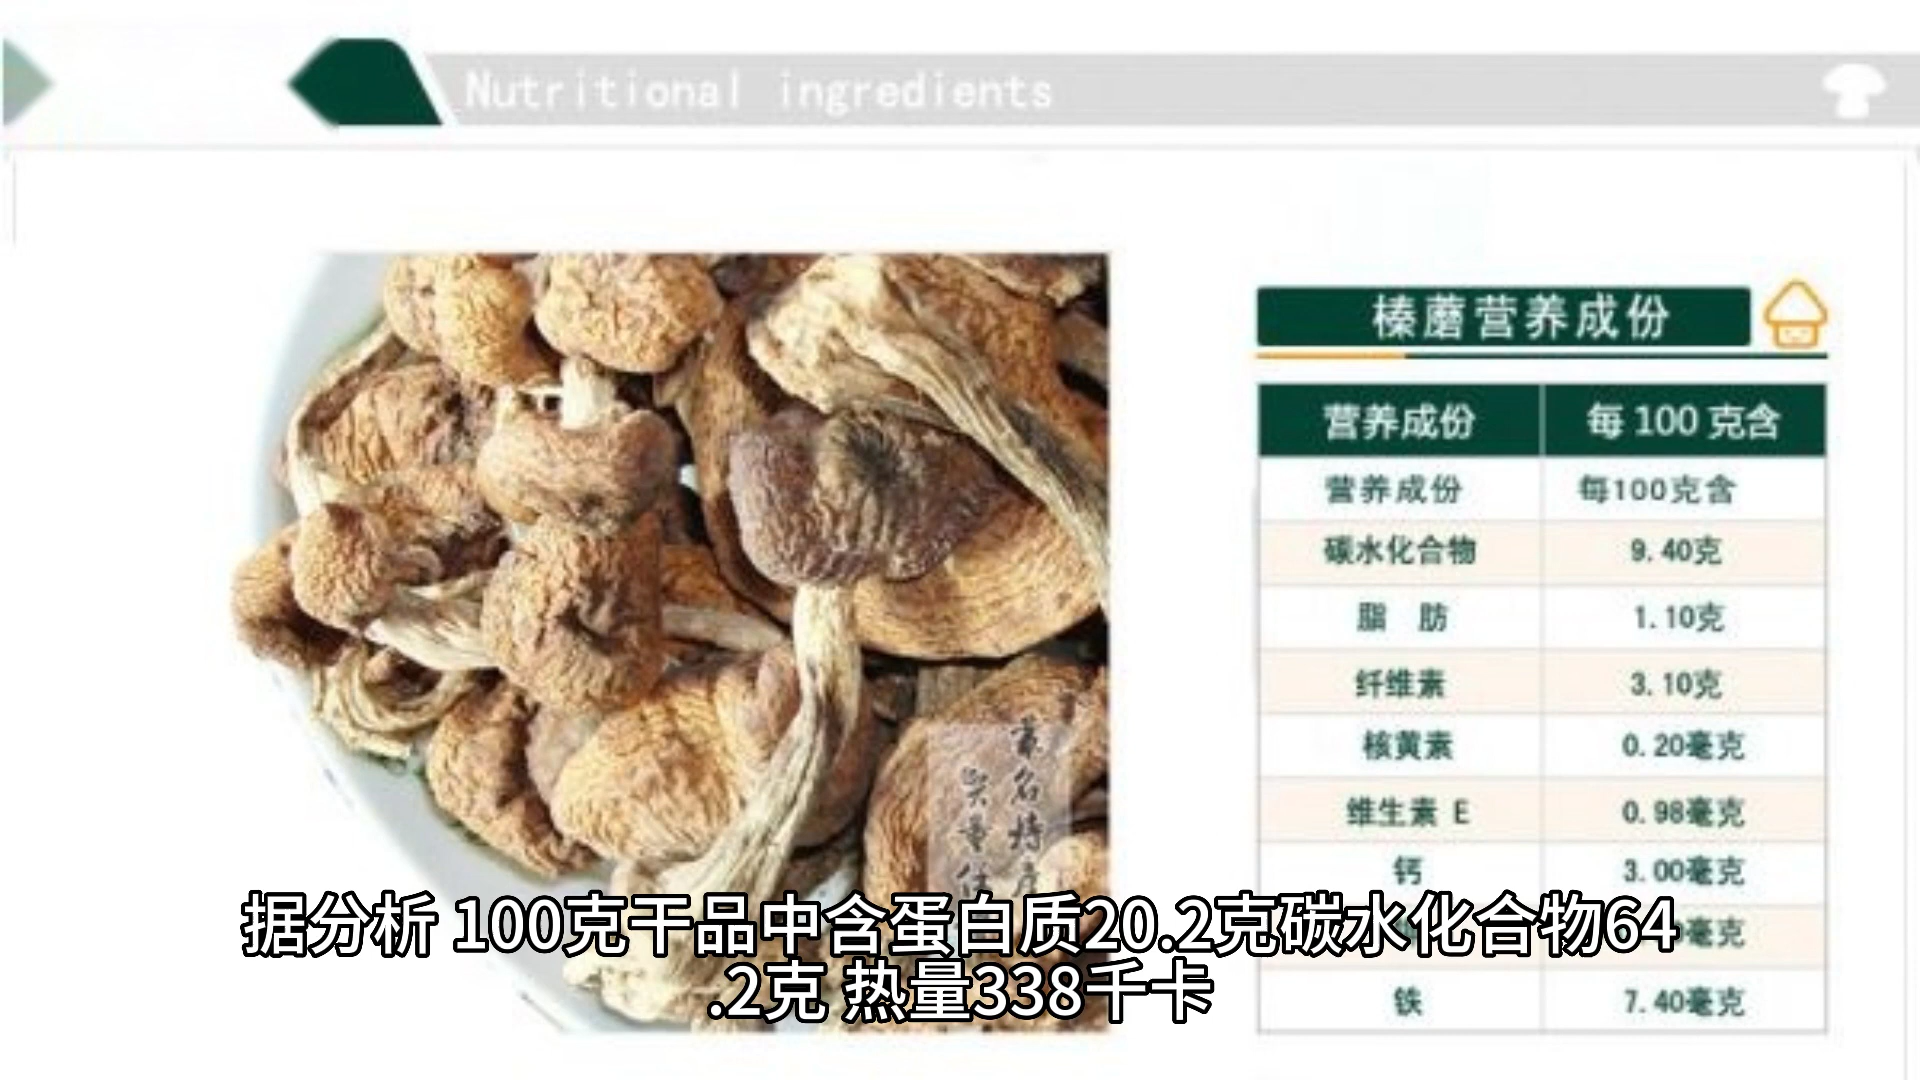 Nutritional ingredients
榛蘑营养成份
营养成份 每 100 克含
营养成份 每100克含
碳水化合物 9.40克
脂 肪 1.10克
纤维素 3.10克
核黄素 0.20毫克
维生素 E 0.98毫克
钙 3.00毫克
毫克
铁 7.40毫克
据分析 100克干品中含蛋白质20.2克碳水化合物64
.2克 热量338千卡